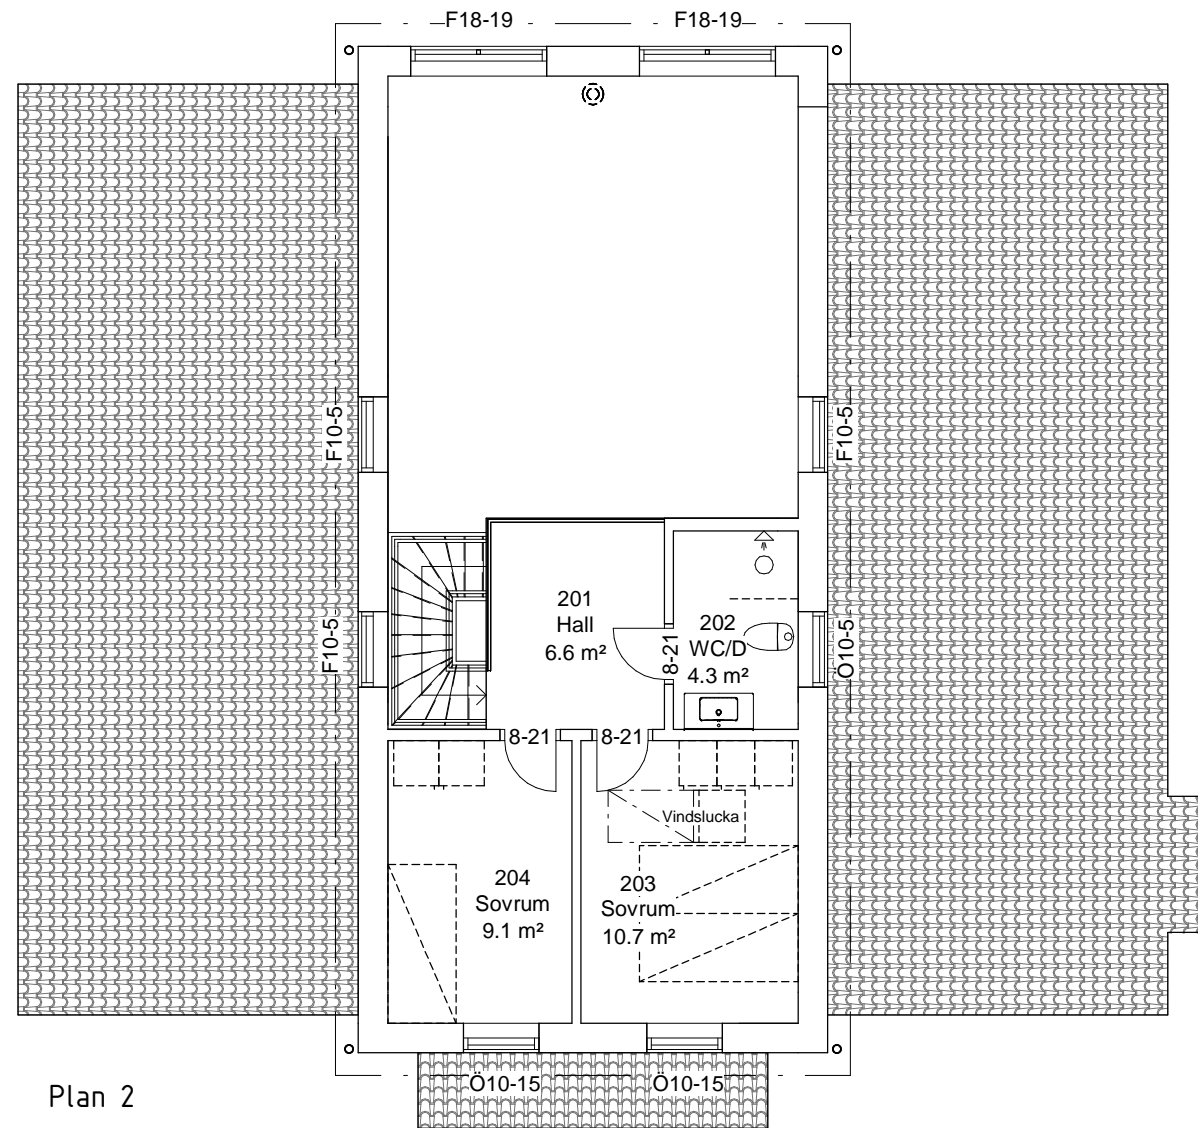 F18-19
F18-19
F10-5
F10-5
201
Hall
6.6 m²
F10-5
8-21
202
WC/D
4.3 m²
Ö10-5
8-21
8-21
Vindslucka
204
Sovrum
9.1 m²
203
Sovrum
10.7 m²
Ö10-15
Ö10-15
Plan 2